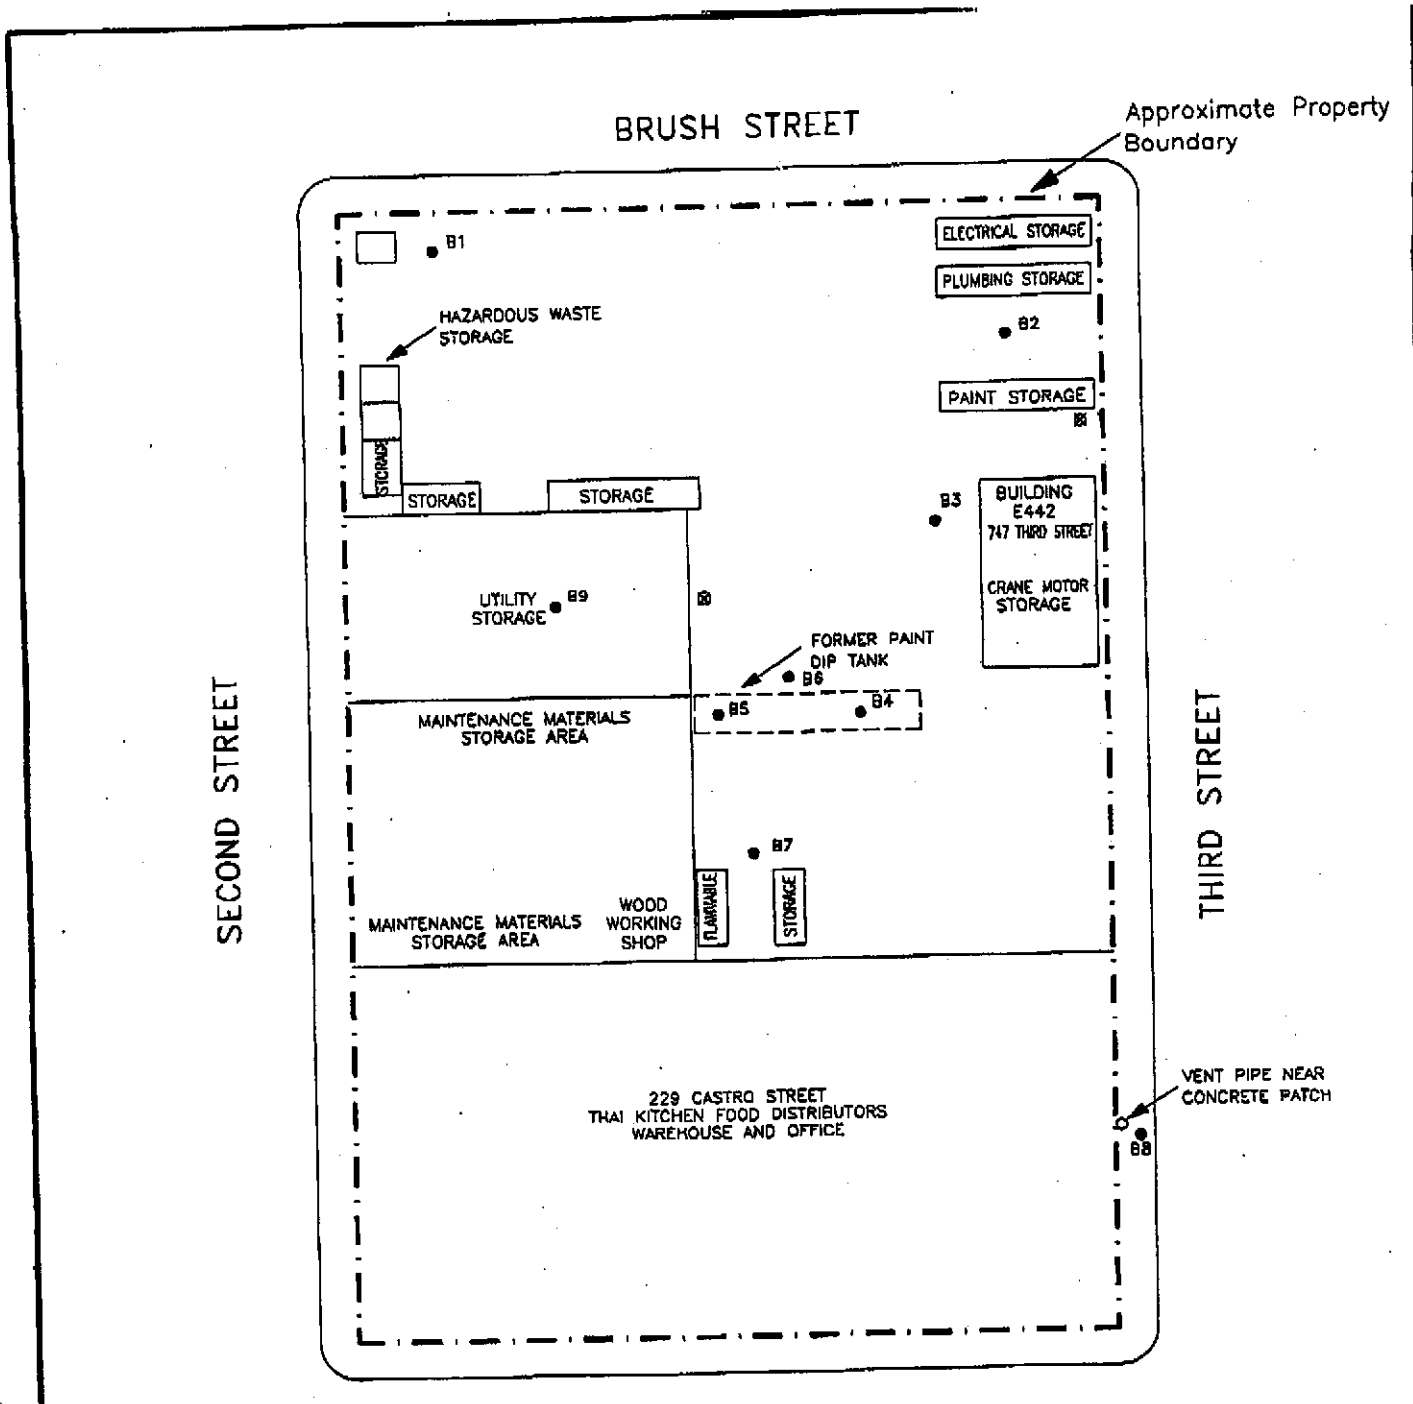 BRUSH STREET
Approximate Property
Boundary
ELECTRICAL STORAGE
B1
PLUMBING STORAGE
HAZARDOUS WASTE
STORAGE
B2
PAINT STORAGE
STORAGE
STORAGE
STORAGE
B3
BUILDING
E442
747 THIRD STREET
CRANE MOTOR
STORAGE
UTILITY
STORAGE
B9
FORMER PAINT
DIP TANK
B6
B5
B4
MAINTENANCE MATERIALS
STORAGE AREA
SECOND STREET
THIRD STREET
B7
FLAMMABLE
STORAGE
WOOD
WORKING
SHOP
MAINTENANCE MATERIALS
STORAGE AREA
VENT PIPE NEAR
CONCRETE PATCH
229 CASTRO STREET
THAI KITCHEN FOOD DISTRIBUTORS
WAREHOUSE AND OFFICE
B8